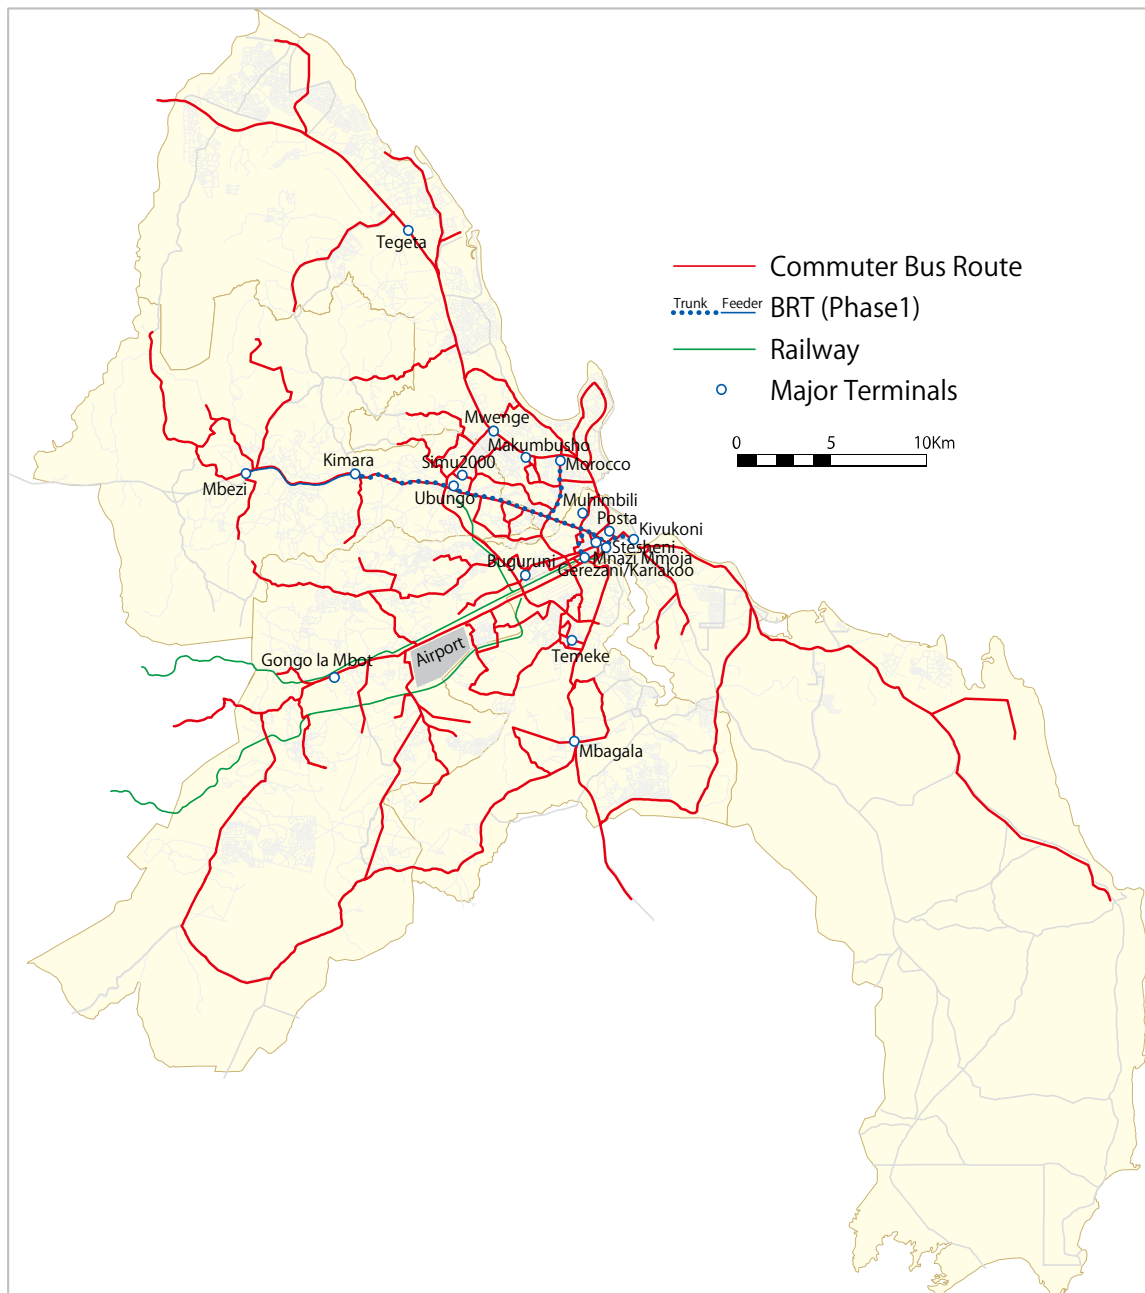 Tegeta
Commuter Bus Route
Trunk Feeder BRT (Phase1)
Railway
Major Terminals
0 5 10Km
Mwenge
Makumbusho
Kimara
Simu2000
Morocco
Mbezi
Ubungo
Muhimbili
Posta
Kivukoni
Stesheni
Mnazi Mmoja
Buguruni
Gerezani/Kariakoo
Airport
Gongo la Mbot
Temeke
Mbagala